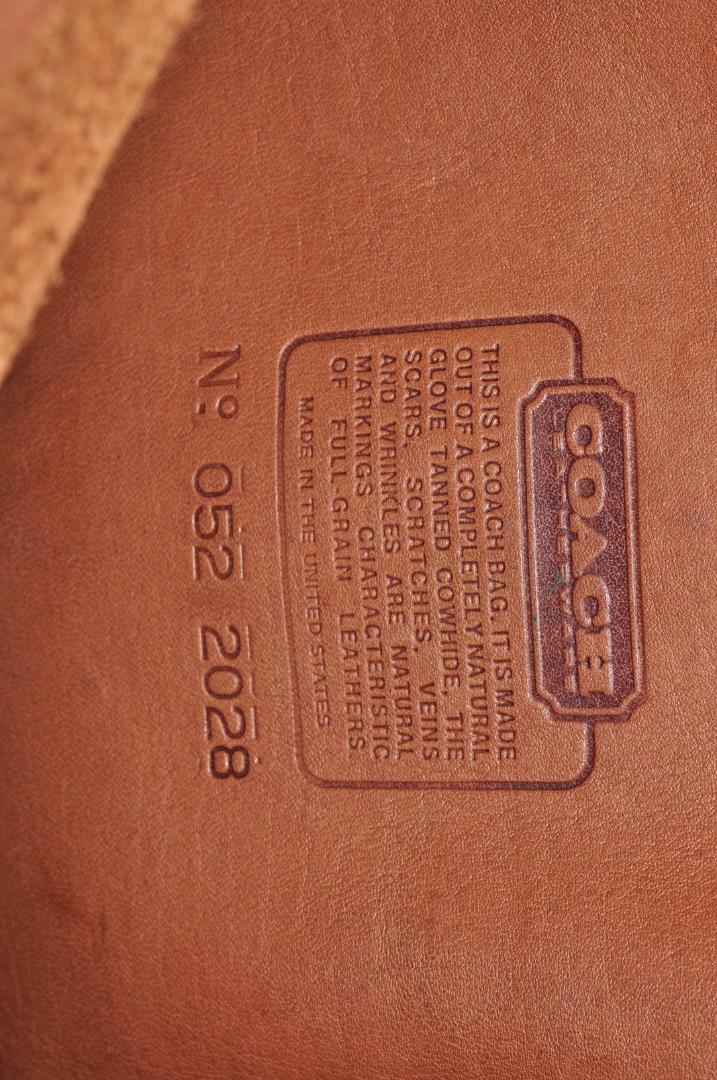 COACH
LEATHERWARE
THIS IS A COACH BAG. IT IS MADE
OUT OF A COMPLETELY NATURAL
GLOVE TANNED COWHIDE, THE
SCARS, SCRATCHES, VEINS
AND WRINKLES ARE NATURAL
MARKINGS CHARACTERISTIC
OF FULL GRAIN LEATHERS.
MADE IN THE UNITED STATES
Nº 052 2028